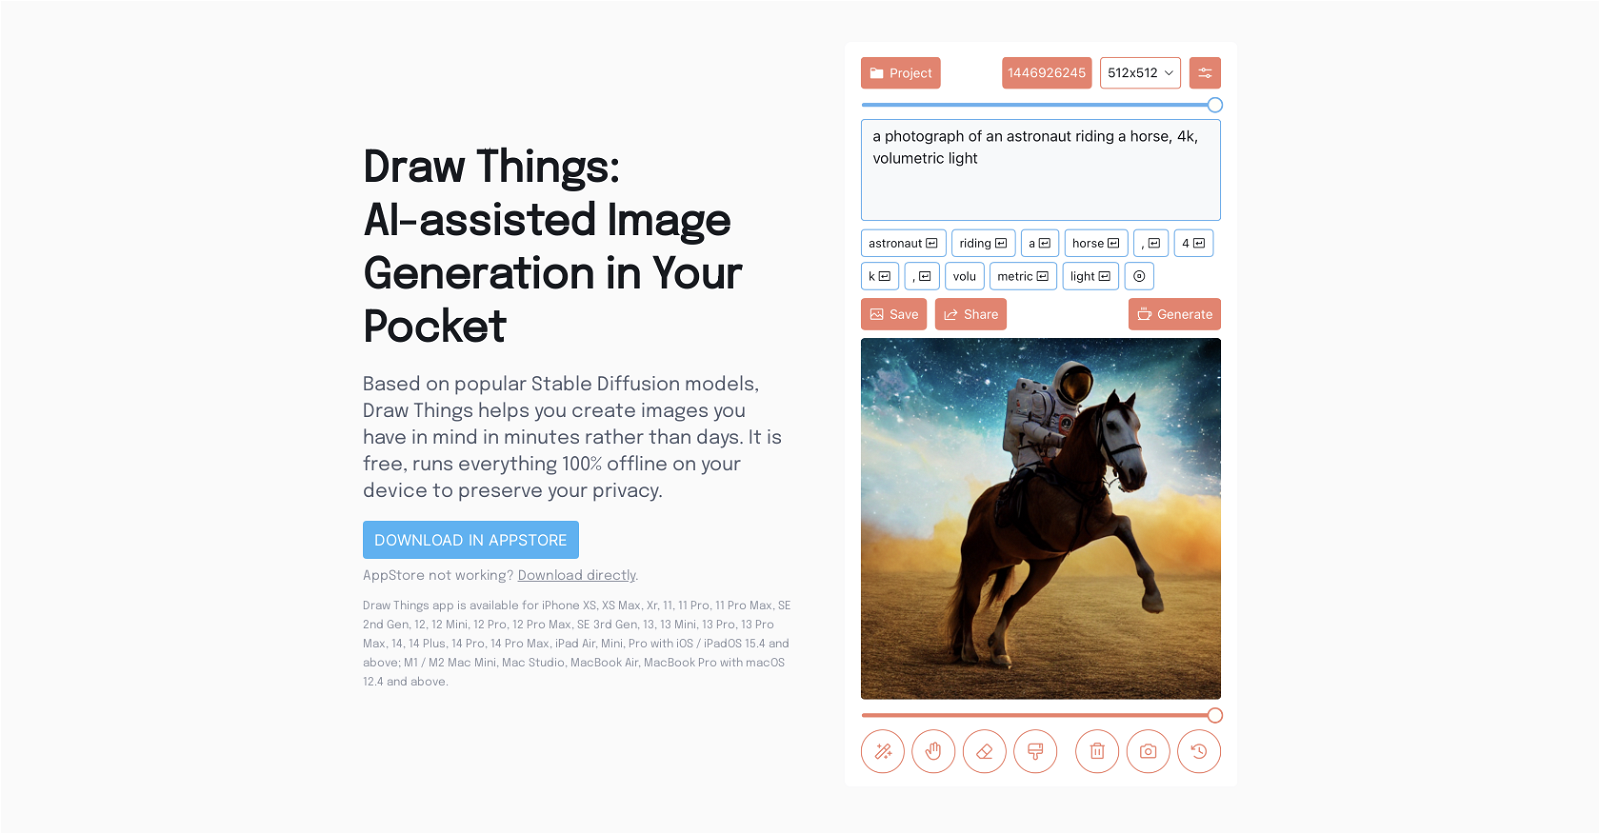 Draw Things:
AI-assisted Image
Generation in Your
Pocket
Based on popular Stable Diffusion models,
Draw Things helps you create images you
have in mind in minutes rather than days. It is
free, runs everything 100% offline on your
device to preserve your privacy.
DOWNLOAD IN APPSTORE
AppStore not working? Download directly.
Draw Things app is available for iPhone XS, XS Max, Xr, 11, 11 Pro, 11 Pro Max, SE
2nd Gen, 12, 12 Mini, 12 Pro, 12 Pro Max, SE 3rd Gen, 13, 13 Mini, 13 Pro, 13 Pro
Max, 14, 14 Plus, 14 Pro, 14 Pro Max, iPad Air, Mini, Pro with iOS / iPadOS 15.4 and
above; M1 / M2 Mac Mini, Mac Studio, MacBook Air, MacBook Pro with macOS
12.4 and above.
Project 1446926245 512x512
a photograph of an astronaut riding a horse, 4k,
volumetric light
astronaut riding a horse , 4
k , volu metric light
Save Share Generate